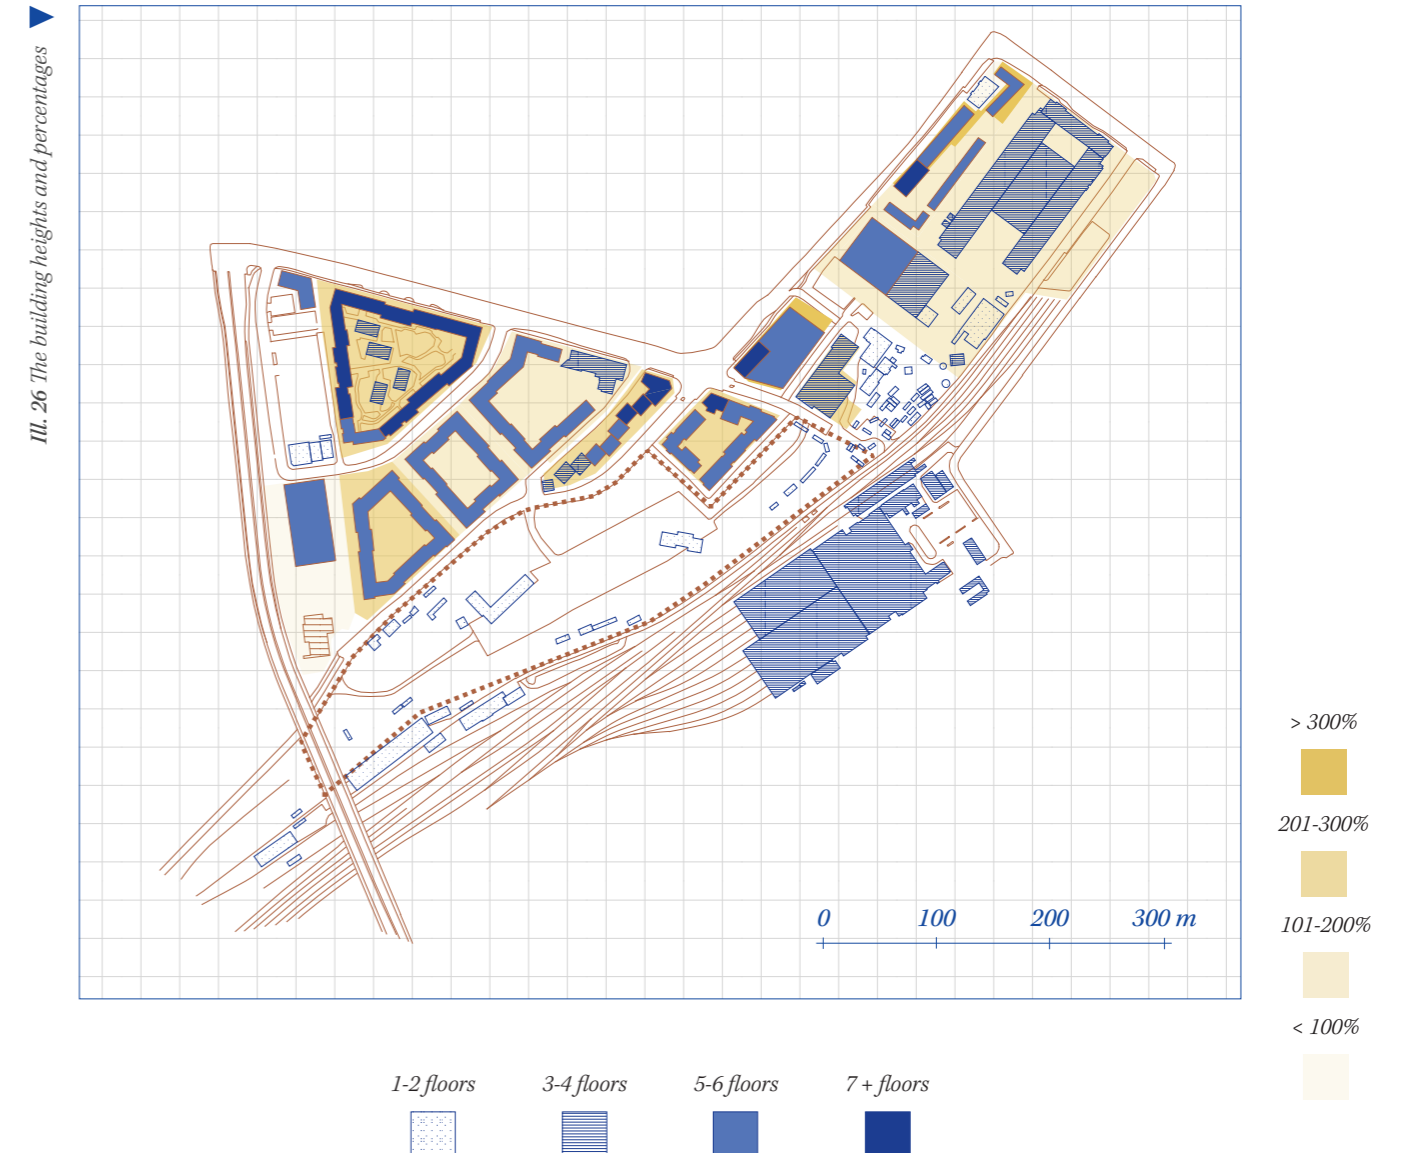 Ill. 26 The building heights and percentages
> 300%
201-300%
101-200%
< 100%
0 100 200 300 m
1-2 floors 3-4 floors 5-6 floors 7 + floors